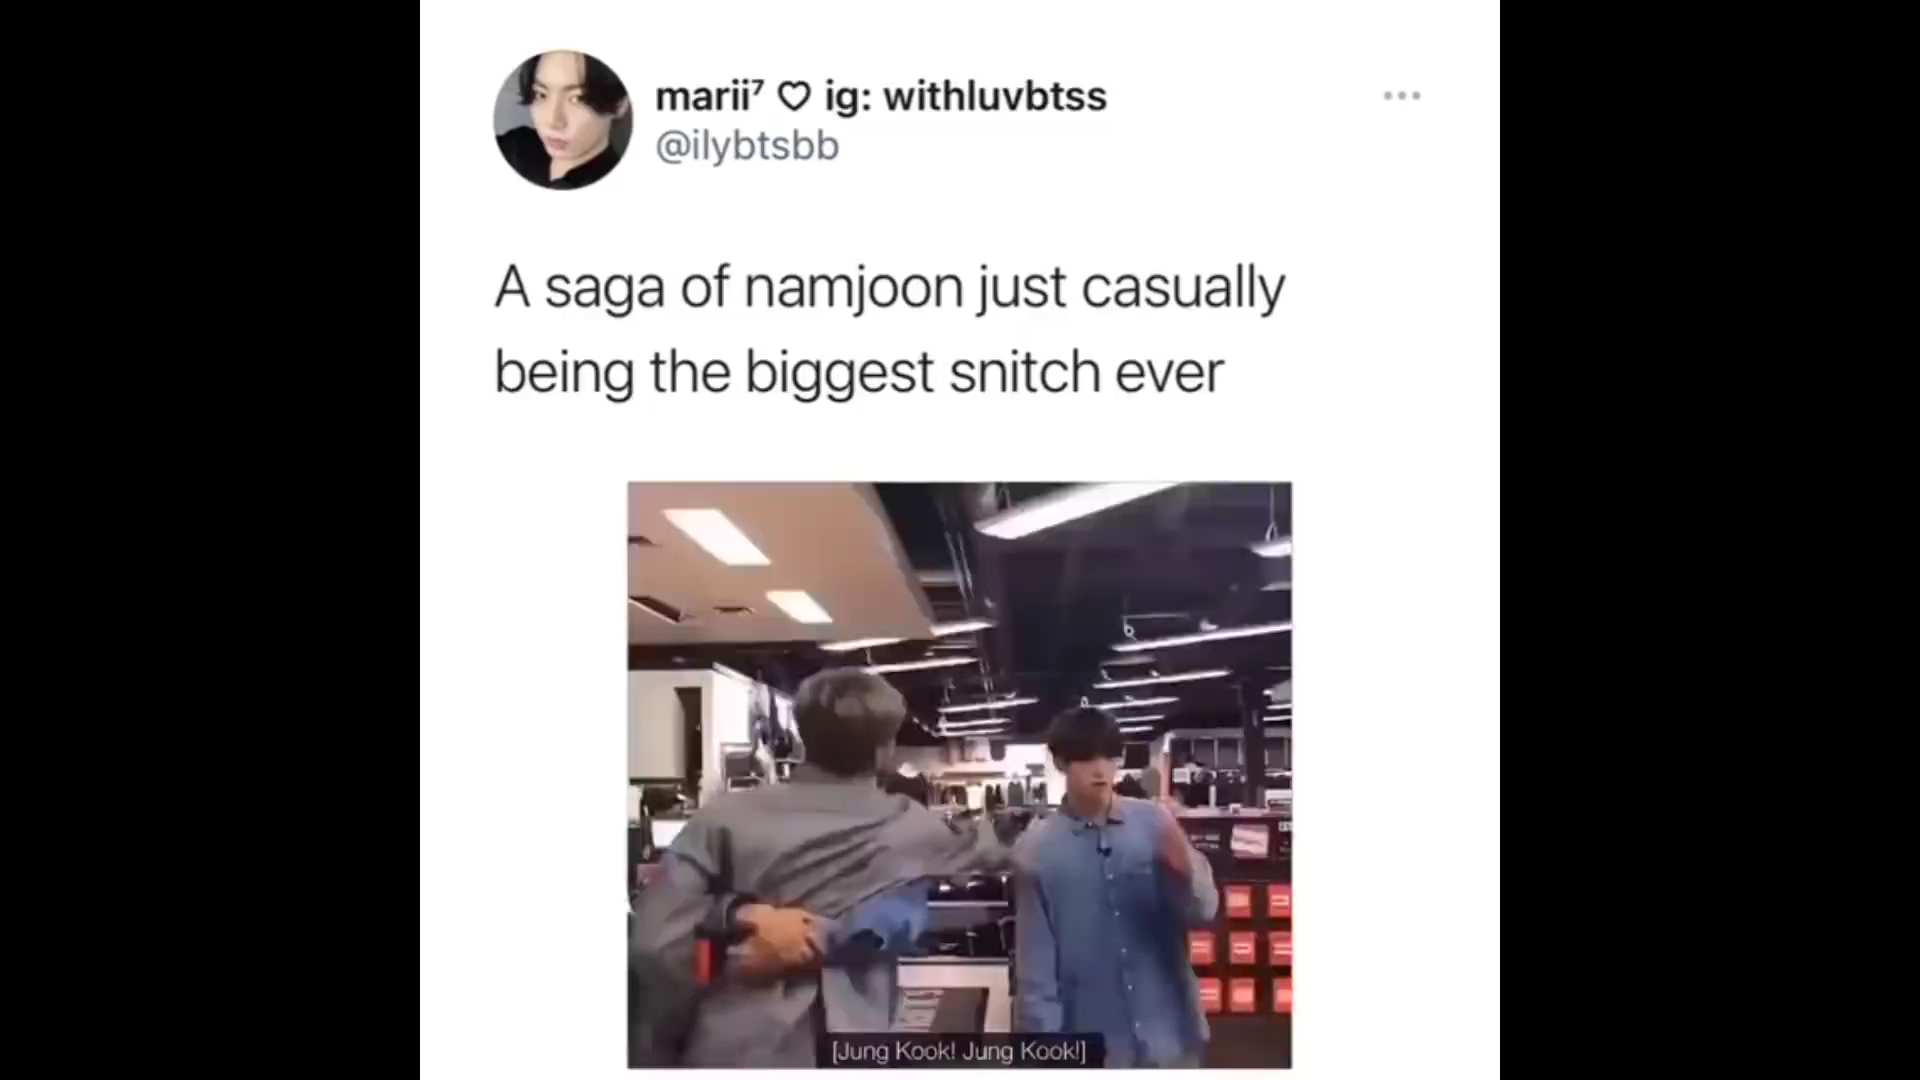 marii⁷ ♡ ig: withluvbtss
@ilybtsbb
A saga of namjoon just casually
being the biggest snitch ever
[Jung Kook! Jung Kook!]